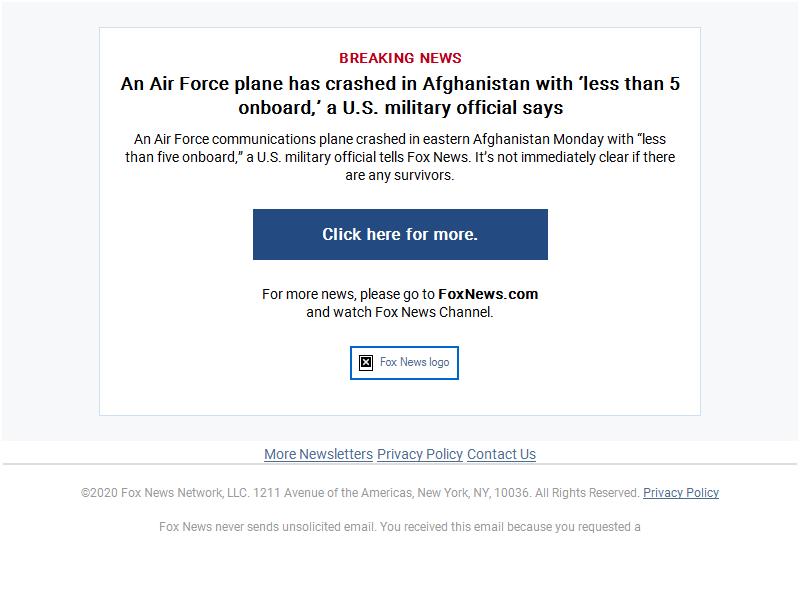 BREAKING NEWS
An Air Force plane has crashed in Afghanistan with ‘less than 5
onboard,’ a U.S. military official says
An Air Force communications plane crashed in eastern Afghanistan Monday with “less
than five onboard,” a U.S. military official tells Fox News. It’s not immediately clear if there
are any survivors.
Click here for more.
For more news, please go to FoxNews.com
and watch Fox News Channel.
Fox News logo
More Newsletters Privacy Policy Contact Us
©2020 Fox News Network, LLC. 1211 Avenue of the Americas, New York, NY, 10036. All Rights Reserved. Privacy Policy
Fox News never sends unsolicited email. You received this email because you requested a